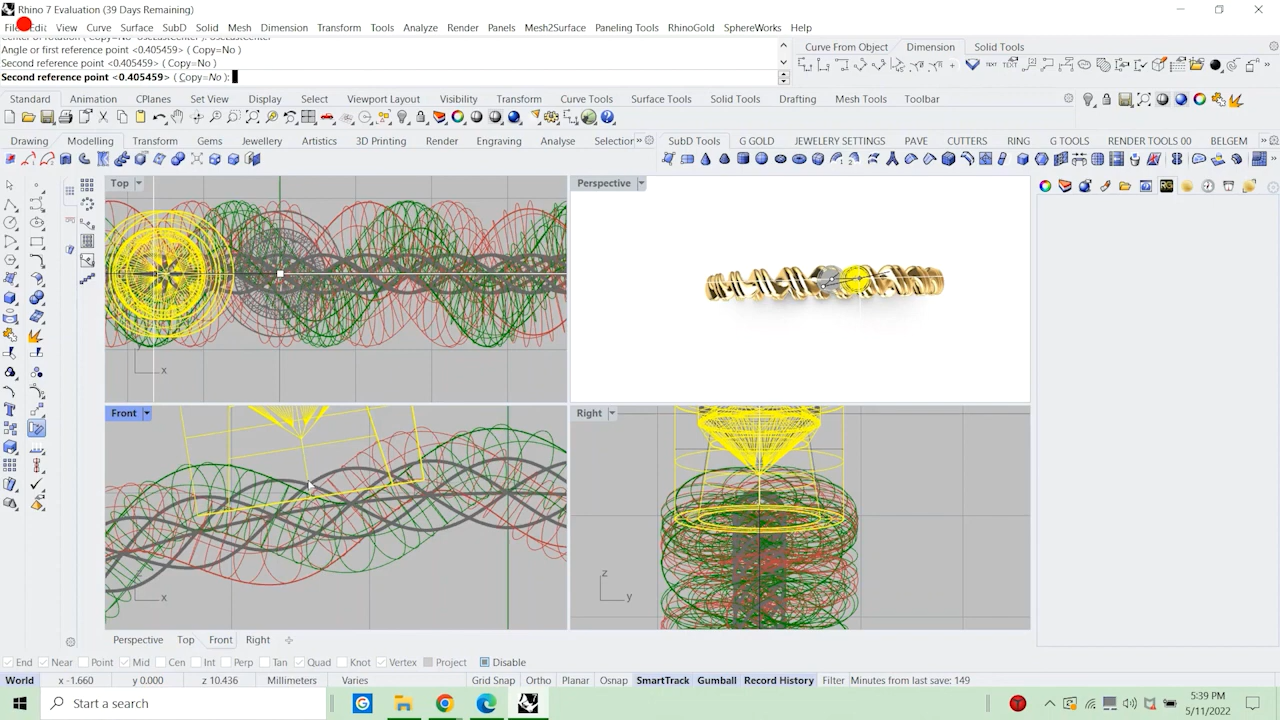 Rhino 7 Evaluation (39 Days Remaining)
File Edit View Curve Surface SubD Solid Mesh Dimension Transform Tools Analyze Render Panels Mesh2Surface Paneling Tools RhinoGold SphereWorks Help
Angle or first reference point <0.405459> ( Copy=No )
Second reference point <0.405459> ( Copy=No )
Second reference point <0.405459> ( Copy=No ):
Curve From Object Dimension Solid Tools
Standard Animation CPlanes Set View Display Select Viewport Layout Visibility Transform Curve Tools Surface Tools Solid Tools Drafting Mesh Tools Toolbar
Drawing Modelling Transform Gems Jewellery Artistics 3D Printing Render Engraving Analyse Selection
SubD Tools G GOLD JEWELERY SETTINGS PAVE CUTTERS RING G TOOLS RENDER TOOLS 00 BELGEM
Top
Perspective
x
Front
Right
x
z
y
Perspective Top Front Right
End Near Point Mid Cen Int Perp Tan Quad Knot Vertex Project Disable
World x -1.660 y 0.000 z 10.436 Millimeters Varies Grid Snap Ortho Planar Osnap SmartTrack Gumball Record History Filter Minutes from last save: 149
Start a search
5:39 PM
5/11/2022